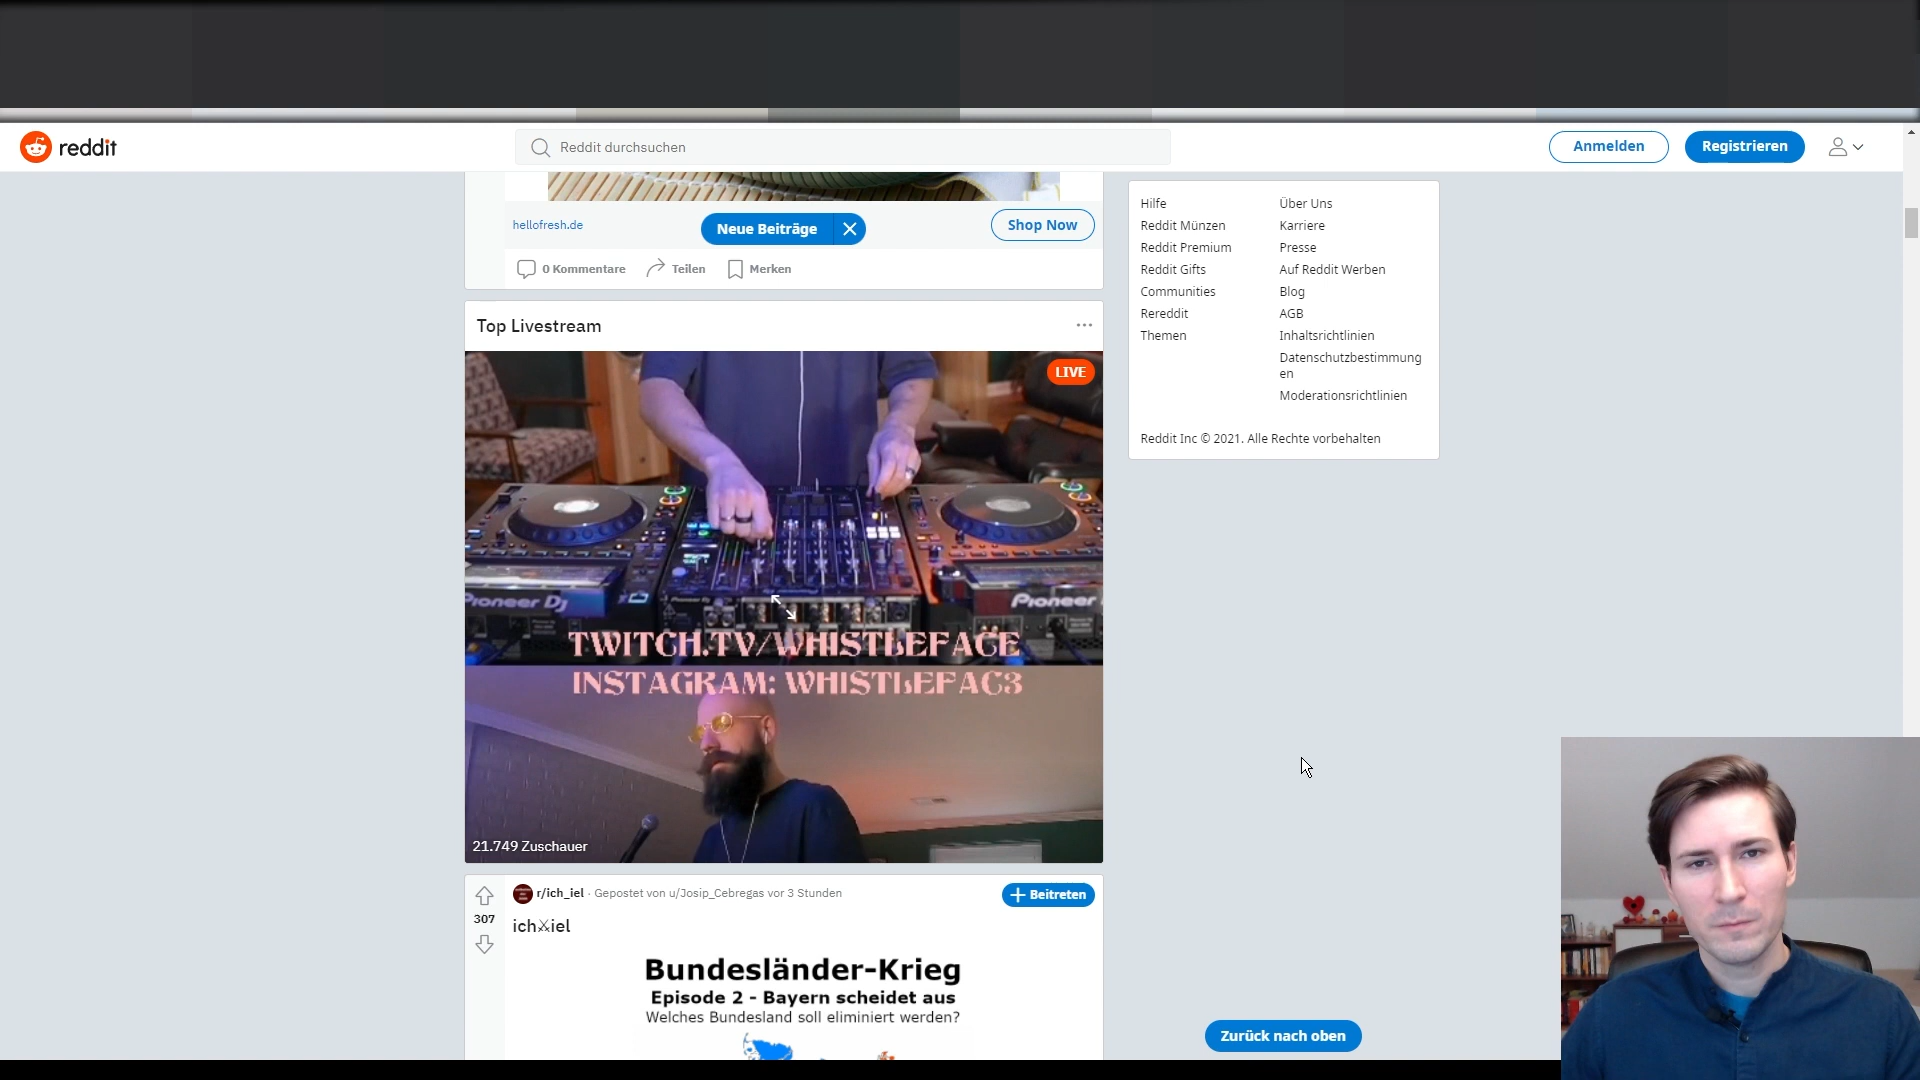 reddit
Reddit durchsuchen
Anmelden
Registrieren
hellofresh.de
Neue Beiträge
Shop Now
0 Kommentare
Teilen
Merken
Top Livestream
LIVE
Pioneer Dj
Pioneer
TWITCH.TV/WHISTLEFACE
INSTAGRAM: WHISTLEFAC3
21.749 Zuschauer
r/ich_iel · Gepostet von u/Josip_Cebregas vor 3 Stunden
Beitreten
307
ich⚔iel
Bundesländer-Krieg
Episode 2 - Bayern scheidet aus
Welches Bundesland soll eliminiert werden?
Hilfe
Reddit Münzen
Reddit Premium
Reddit Gifts
Communities
Rereddit
Themen
Über Uns
Karriere
Presse
Auf Reddit Werben
Blog
AGB
Inhaltsrichtlinien
Datenschutzbestimmung
en
Moderationsrichtlinien
Reddit Inc © 2021. Alle Rechte vorbehalten
Zurück nach oben